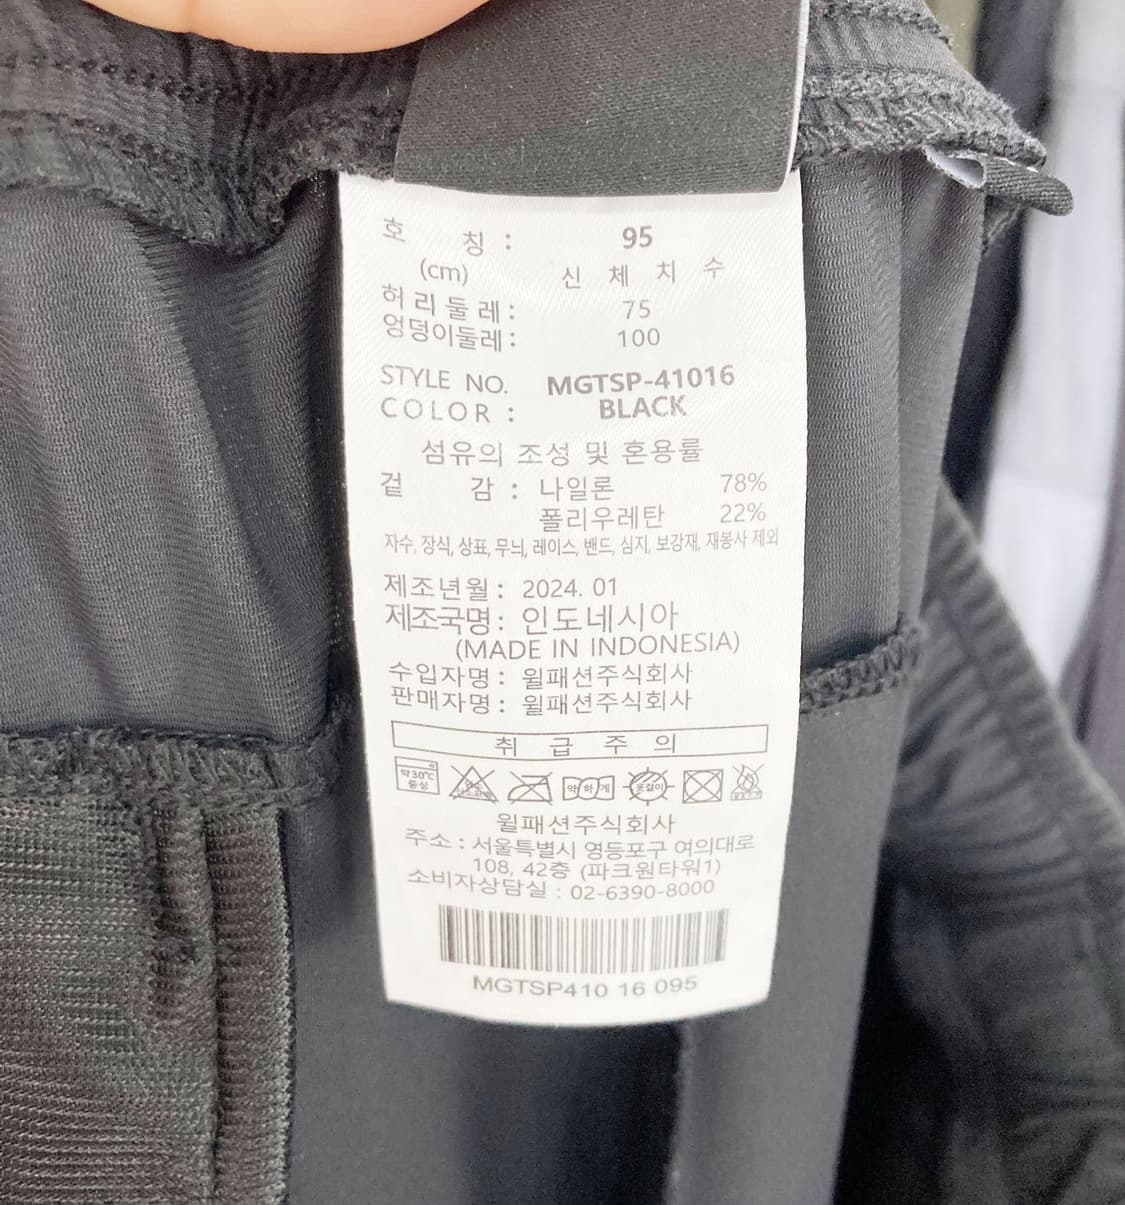 호 칭 : 95
(cm) 신 체 치 수
허리둘레 : 75
엉덩이둘레 : 100
STYLE NO. MGTSP-41016
COLOR : BLACK
섬유의 조성 및 혼용률
겉 감 : 나일론 78%
폴리우레탄 22%
자수, 장식, 상표, 무늬, 레이스, 밴드, 심지, 보강재, 재봉사 제외
제조년월 : 2024. 01
제조국명 : 인도네시아
(MADE IN INDONESIA)
수입자명 : 윌패션주식회사
판매자명 : 윌패션주식회사
취 급 주 의
약 30℃ 중성 약하게 옷걸이
윌패션주식회사
주소 : 서울특별시 영등포구 여의대로
108, 42층 (파크원타워1)
소비자상담실 : 02-6390-8000
MGTSP410 16 095